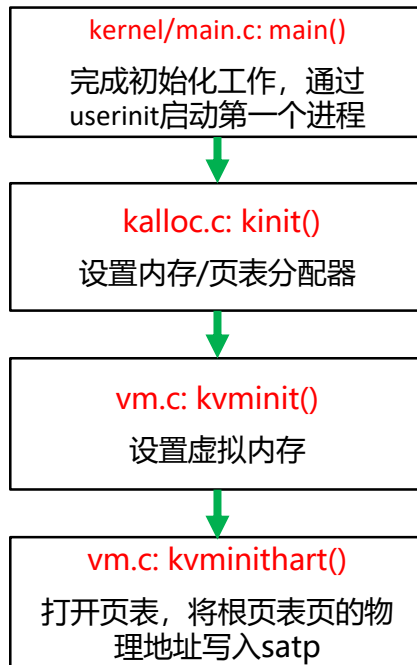 kernel/main.c: main()
完成初始化工作，通过
userinit启动第一个进程
kalloc.c: kinit()
设置内存/页表分配器
vm.c: kvminit()
设置虚拟内存
vm.c: kvminithart()
打开页表，将根页表页的物
理地址写入satp